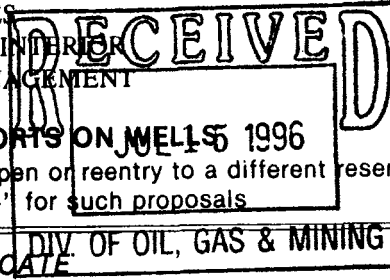 S
INTERIOR
RECEIVED
AGEMENT
ORTS ON WELLS
JUL 15 1996
pen or reentry to a different reser
" for such proposals
DIV. OF OIL, GAS & MINING
CATE